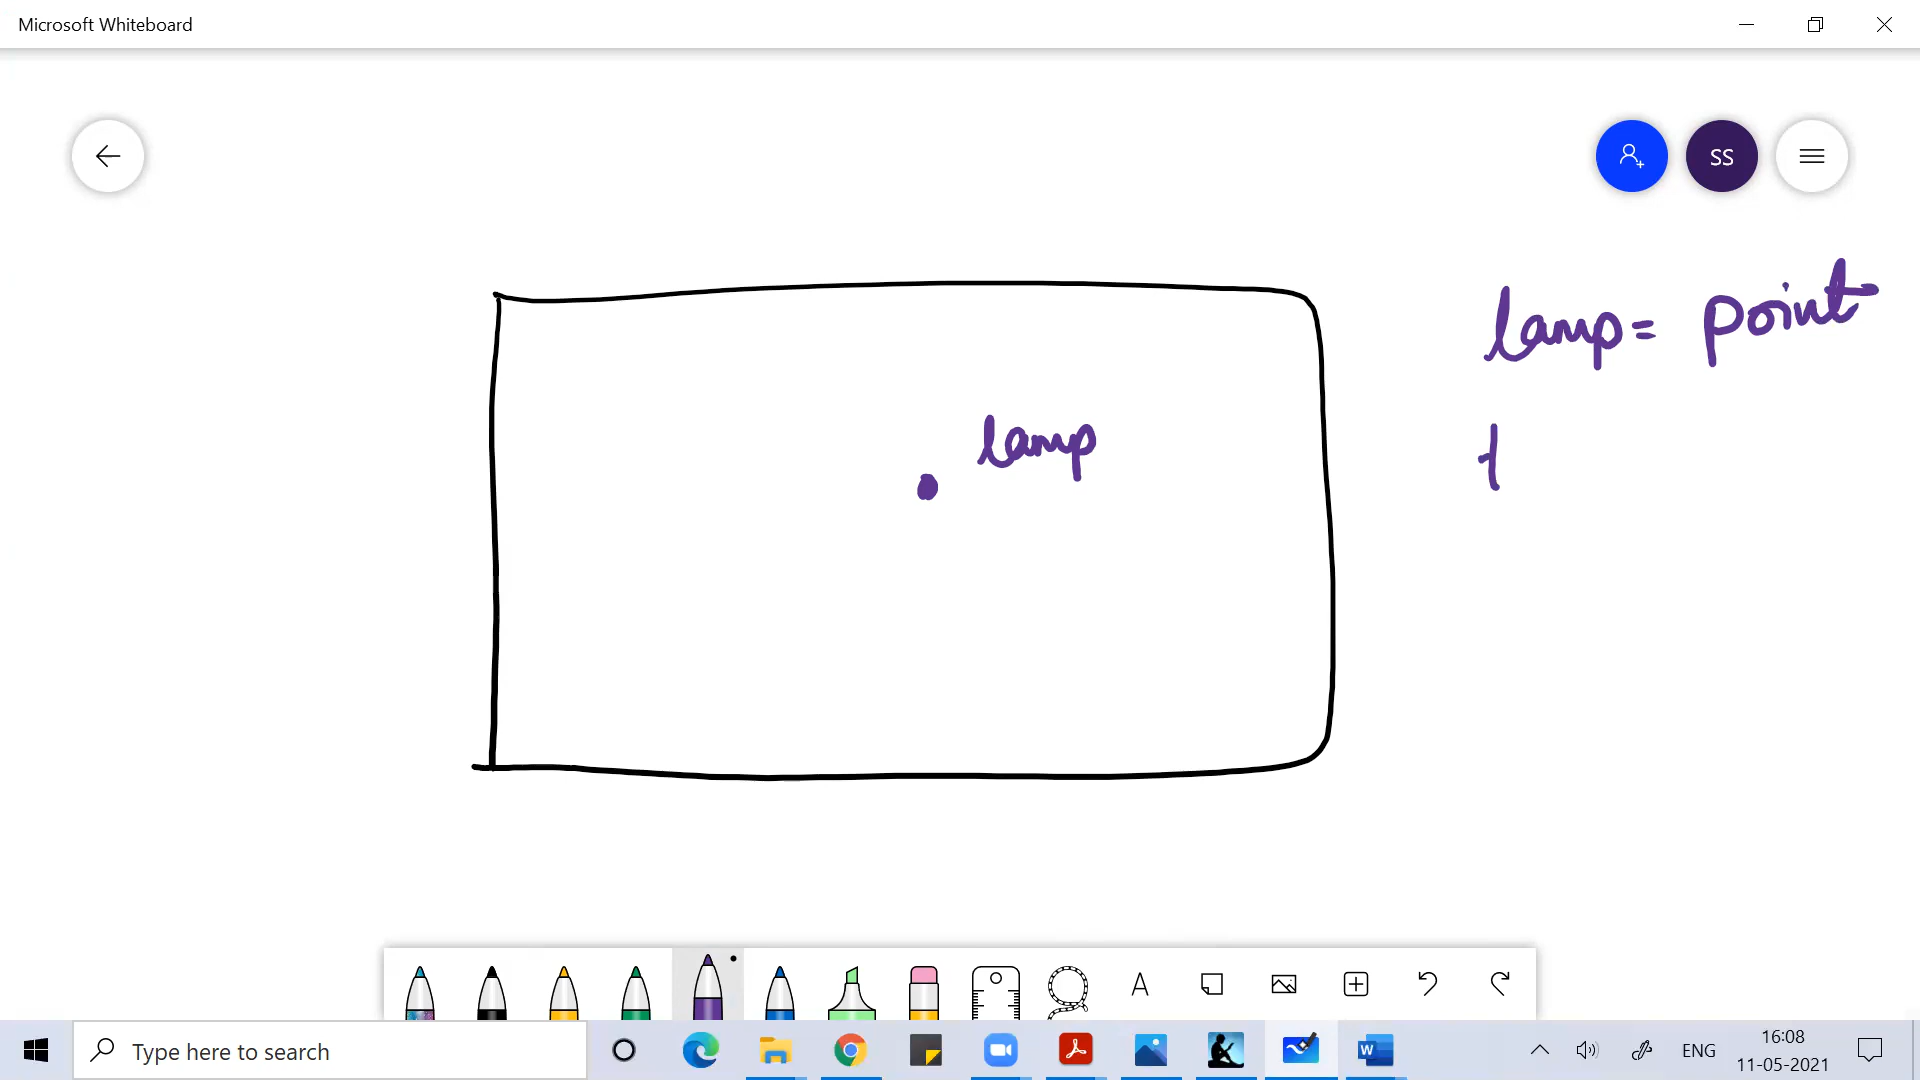 Microsoft Whiteboard
SS
lamp = point
lamp
t
A
Type here to search
ENG
16:08
11-05-2021